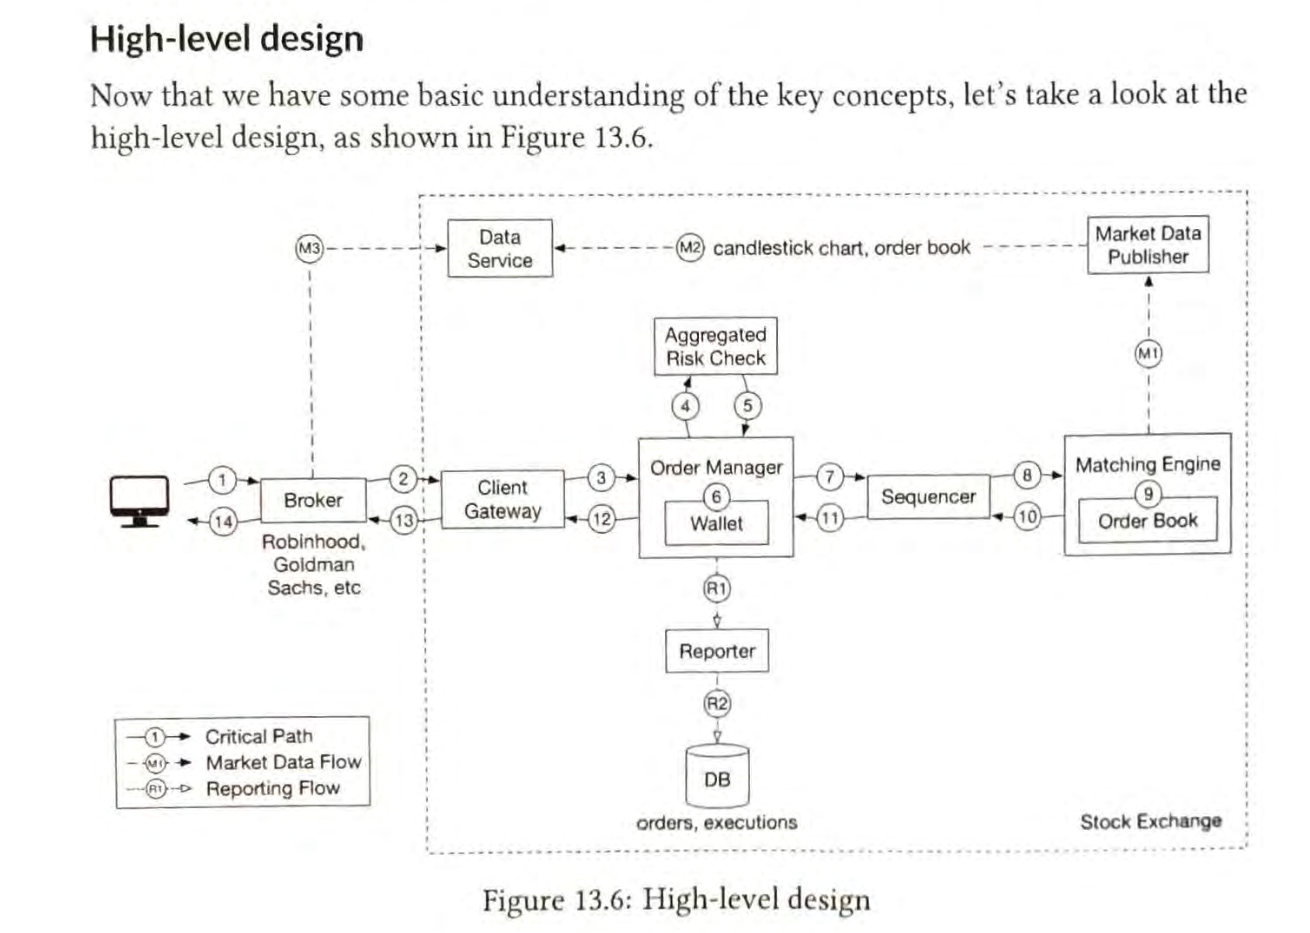 High-level design
Now that we have some basic understanding of the key concepts, let's take a look at the
high-level design, as shown in Figure 13.6.
M3
Data
Service
M2 candlestick chart, order book
Market Data
Publisher
M1
Aggregated
Risk Check
4
5
1
14
Broker
Robinhood,
Goldman
Sachs, etc
2
13
Client
Gateway
3
12
Order Manager
6
Wallet
7
11
Sequencer
8
10
Matching Engine
9
Order Book
R1
Reporter
R2
DB
orders, executions
1 Critical Path
M1 Market Data Flow
R1 Reporting Flow
Stock Exchange
Figure 13.6: High-level design